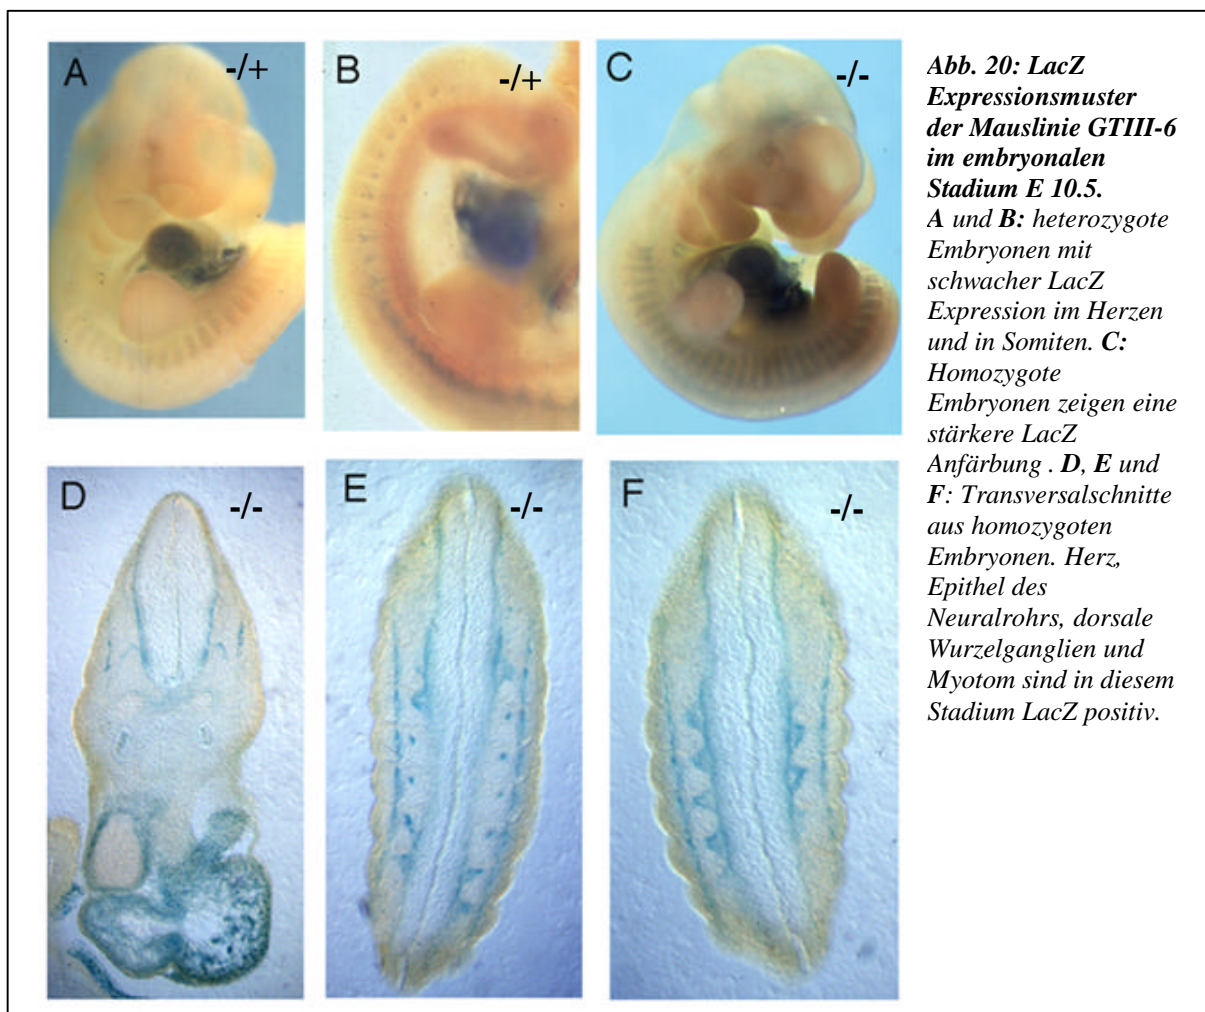 A
-/+
B
-/+
C
-/-
D
-/-
E
-/-
F
-/-
Abb. 20: LacZ
Expressionsmuster
der Mauslinie GTIII-6
im embryonalen
Stadium E 10.5.
A und B: heterozygote
Embryonen mit
schwacher LacZ
Expression im Herzen
und in Somiten. C:
Homozygote
Embryonen zeigen eine
stärkere LacZ
Anfärbung . D, E und
F: Transversalschnitte
aus homozygoten
Embryonen. Herz,
Epithel des
Neuralrohrs, dorsale
Wurzelganglien und
Myotom sind in diesem
Stadium LacZ positiv.